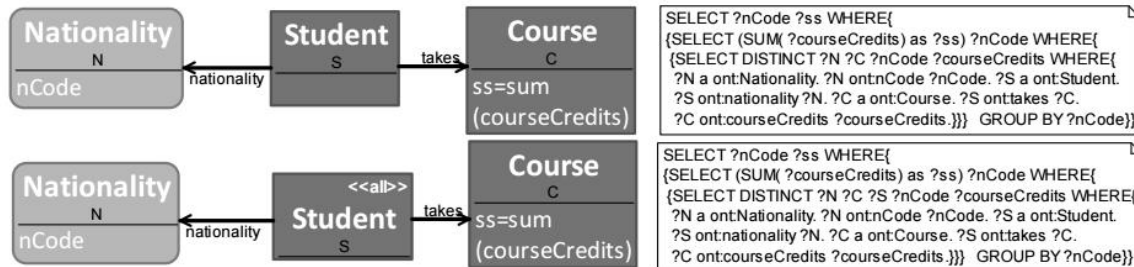 Nationality
N
nCode
nationality
Student
S
takes
Course
C
ss=sum
(courseCredits)
SELECT ?nCode ?ss WHERE{
{SELECT (SUM( ?courseCredits) as ?ss) ?nCode WHERE{
{SELECT DISTINCT ?N ?C ?nCode ?courseCredits WHERE{
?N a ont:Nationality. ?N ont:nCode ?nCode. ?S a ont:Student.
?S ont:nationality ?N. ?C a ont:Course. ?S ont:takes ?C.
?C ont:courseCredits ?courseCredits.}}} GROUP BY ?nCode}}
Nationality
N
nCode
nationality
<<all>>
Student
S
takes
Course
C
ss=sum
(courseCredits)
SELECT ?nCode ?ss WHERE{
{SELECT (SUM( ?courseCredits) as ?ss) ?nCode WHERE{
{SELECT DISTINCT ?N ?C ?S ?nCode ?courseCredits WHERE{
?N a ont:Nationality. ?N ont:nCode ?nCode. ?S a ont:Student.
?S ont:nationality ?N. ?C a ont:Course. ?S ont:takes ?C.
?C ont:courseCredits ?courseCredits.}}} GROUP BY ?nCode}}